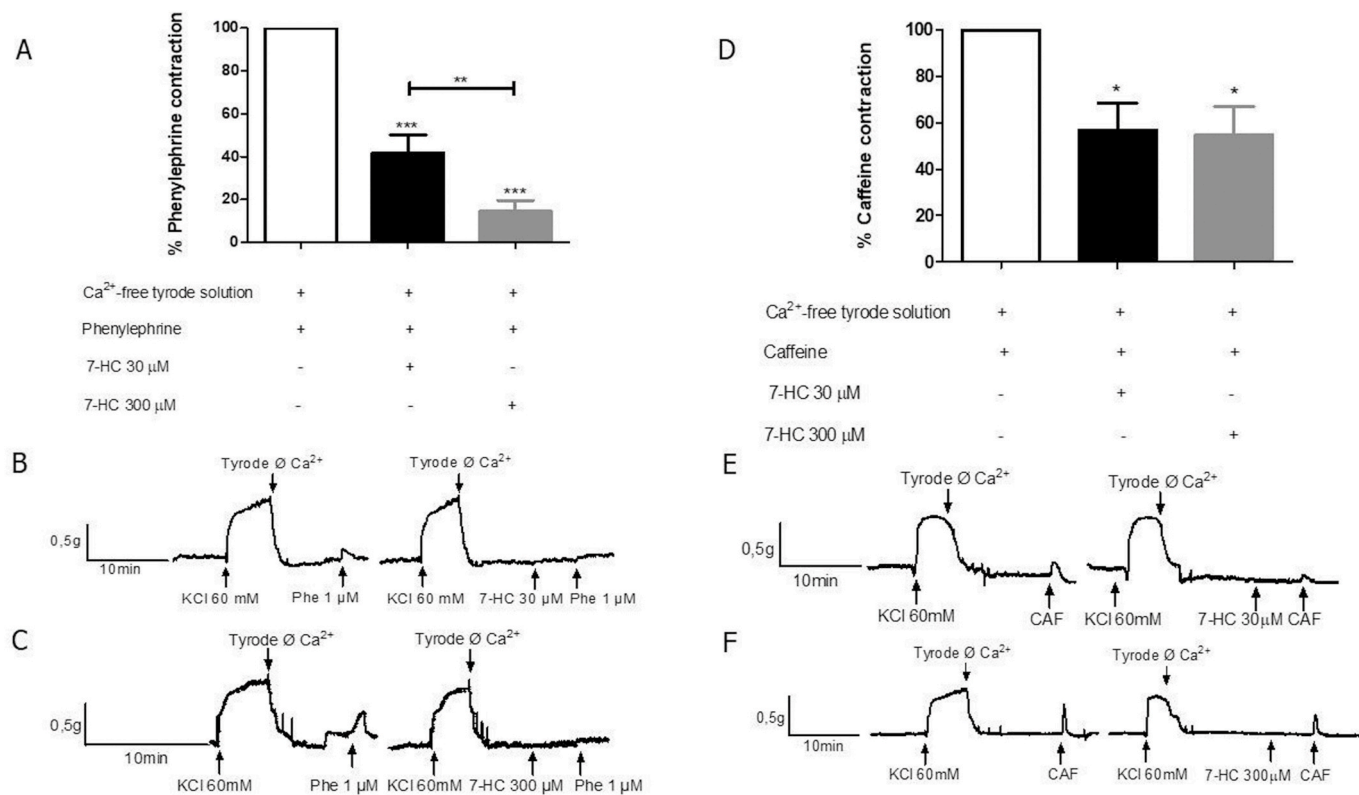 A
% Phenylephrine contraction
100
80
60
40
20
0
**
***
***
Ca²⁺-free tyrode solution + + +
Phenylephrine + + +
7-HC 30 µM - + -
7-HC 300 µM - - +
B
Tyrode Ø Ca²⁺ Tyrode Ø Ca²⁺
0,5g
10min
KCl 60 mM Phe 1 µM KCl 60 mM 7-HC 30 µM Phe 1 µM
C
Tyrode Ø Ca²⁺ Tyrode Ø Ca²⁺
0,5g
10min
KCl 60mM Phe 1 µM KCl 60mM 7-HC 300 µM Phe 1 µM
D
% Caffeine contraction
100
80
60
40
20
0
* *
Ca²⁺-free tyrode solution + + +
Caffeine + + +
7-HC 30 µM - + -
7-HC 300 µM - - +
E
Tyrode Ø Ca²⁺ Tyrode Ø Ca²⁺
0,5g
10min
KCl 60mM CAF KCl 60mM 7-HC 30µM CAF
F
Tyrode Ø Ca²⁺ Tyrode Ø Ca²⁺
0,5g
10min
KCl 60mM CAF KCl 60mM 7-HC 300µM CAF